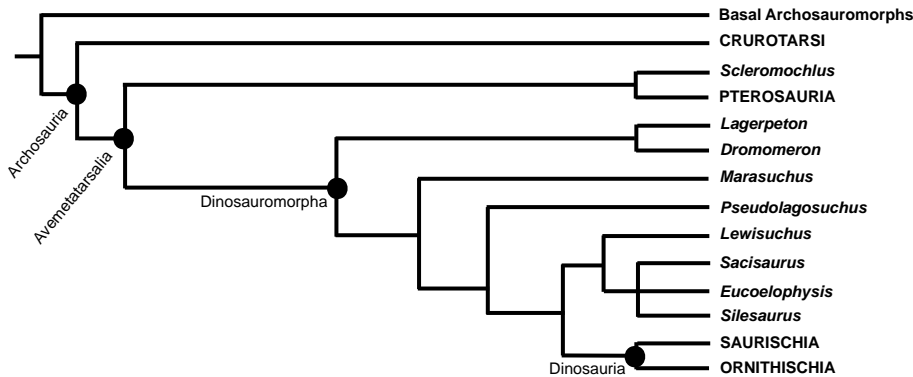 Basal Archosauromorphs
CRUROTARSI
Scleromochlus
PTEROSAURIA
Lagerpeton
Dromomeron
Marasuchus
Pseudolagosuchus
Lewisuchus
Sacisaurus
Eucoelophysis
Silesaurus
SAURISCHIA
ORNITHISCHIA
Archosauria
Avemetatarsalia
Dinosauromorpha
Dinosauria